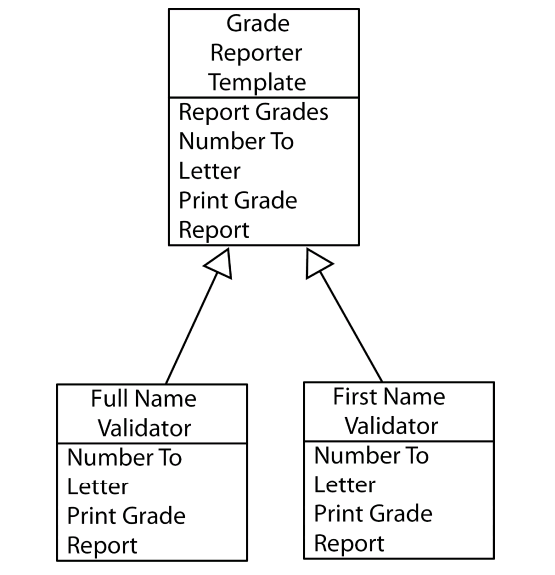 Grade
Reporter
Template
Report Grades
Number To
Letter
Print Grade
Report
Full Name
Validator
Number To
Letter
Print Grade
Report
First Name
Validator
Number To
Letter
Print Grade
Report